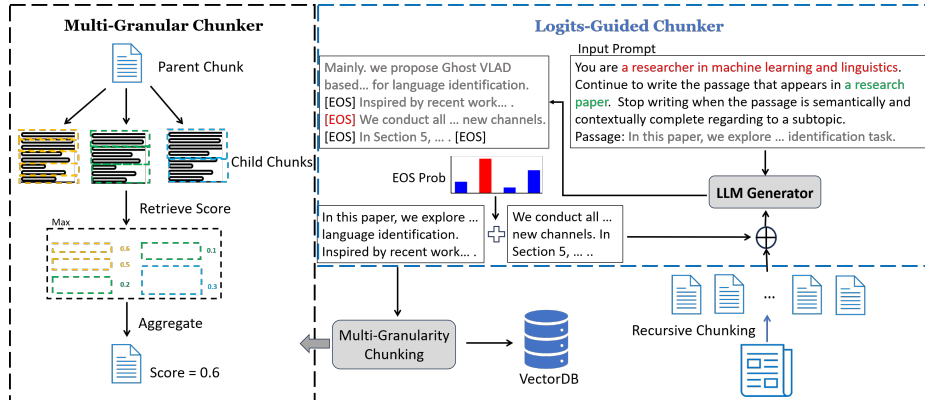 Multi-Granular Chunker
Parent Chunk
Child Chunks
Retrieve Score
Max
0.6
0.5
0.2
0.1
0.3
Aggregate
Score = 0.6
Logits-Guided Chunker
Mainly. we propose Ghost VLAD
based... for language identification.
[EOS] Inspired by recent work... .
[EOS] We conduct all ... new channels.
[EOS] In Section 5, ... . [EOS]
Input Prompt
You are a researcher in machine learning and linguistics.
Continue to write the passage that appears in a research
paper. Stop writing when the passage is semantically and
contextually complete regarding to a subtopic.
Passage: In this paper, we explore ... identification task.
EOS Prob
LLM Generator
In this paper, we explore ...
language identification.
Inspired by recent work... .
We conduct all ...
new channels. In
Section 5, ... ..
...
Recursive Chunking
Multi-Granularity
Chunking
VectorDB